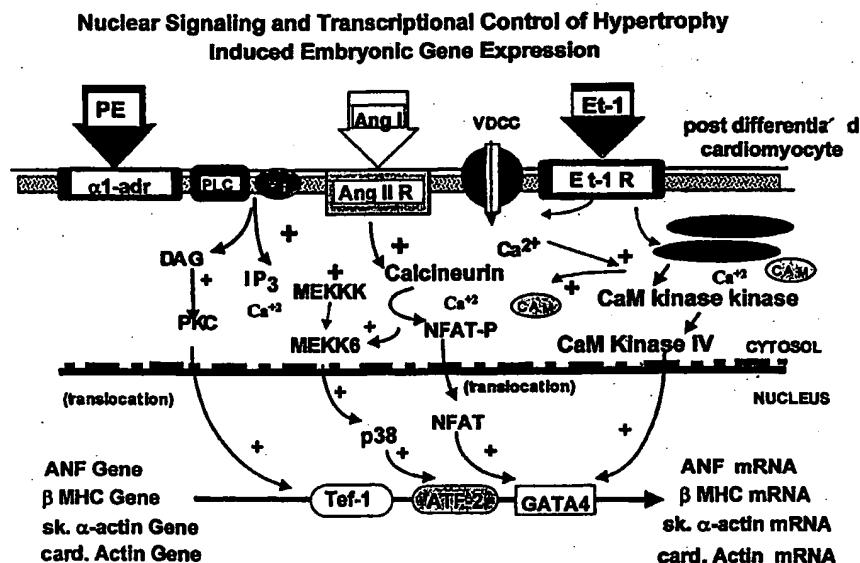 Nuclear Signaling and Transcriptional Control of Hypertrophy
Induced Embryonic Gene Expression
PE
Ang I
VDCC
Et-1
post differentia d
cardiomyocyte
α1-adr
PLC
Ang II R
E t-1 R
DAG
+
IP3
Ca+2
PKC
+
+
MEKKK
MEKK6
+
Calcineurin
Ca+2
+
NFAT-P
Ca2+
+
+
CAM
Ca+2
CAM
CaM kinase kinase
CaM Kinase IV
CYTOSOL
(translocation)
(translocation)
NUCLEUS
+
+
p38
+
NFAT
+
+
ANF Gene
β MHC Gene
sk. α-actin Gene
card. Actin Gene
Tef-1
ATF-2
GATA4
ANF mRNA
β MHC mRNA
sk. α-actin mRNA
card. Actin mRNA